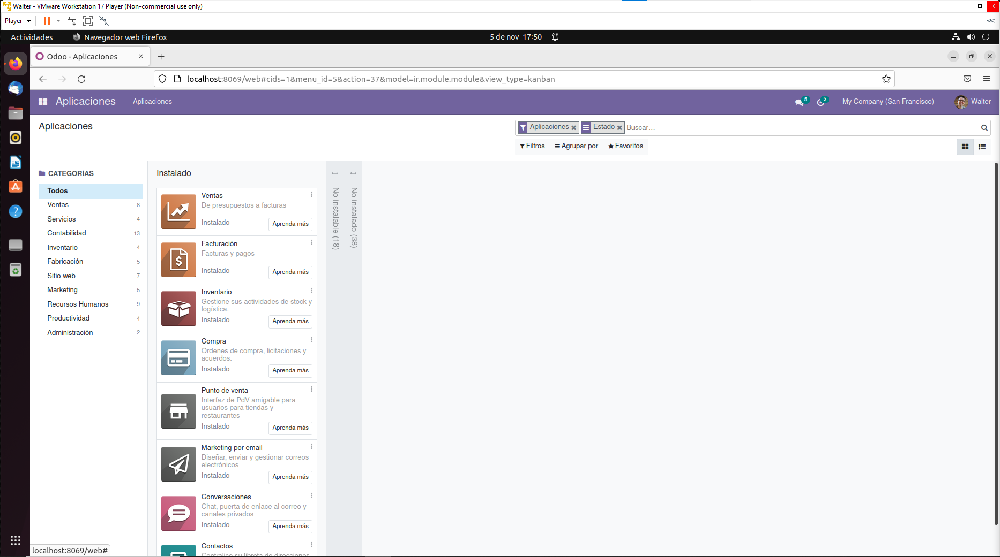 Walter - VMware Workstation 17 Player (Non-commercial use only)
Player
Actividades
Navegador web Firefox
5 de nov 17:50
Odoo - Aplicaciones
localhost:8069/web#cids=1&menu_id=5&action=37&model=ir.module.module&view_type=kanban
Aplicaciones
Aplicaciones
5
5
My Company (San Francisco)
Walter
Aplicaciones
Aplicaciones
Estado
Buscar...
Filtros
Agrupar por
Favoritos
CATEGORÍAS
Todos
Ventas 8
Servicios 4
Contabilidad 13
Inventario 4
Fabricación 5
Sitio web 7
Marketing 5
Recursos Humanos 9
Productividad 4
Administración 2
Instalado
Ventas
De presupuestos a facturas
Instalado
Aprenda más
Facturación
Facturas y pagos
Instalado
Aprenda más
Inventario
Gestione sus actividades de stock y
logística.
Instalado
Aprenda más
Compra
Órdenes de compra, licitaciones y
acuerdos.
Instalado
Aprenda más
Punto de venta
Interfaz de PdV amigable para
usuarios para tiendas y
restaurantes
Instalado
Aprenda más
Marketing por email
Diseñar, enviar y gestionar correos
electrónicos
Instalado
Aprenda más
Conversaciones
Chat, puerta de enlace al correo y
canales privados
Instalado
Aprenda más
Contactos
Centralice su libreta de direcciones
No instalable (18)
No instalado (38)
localhost:8069/web#